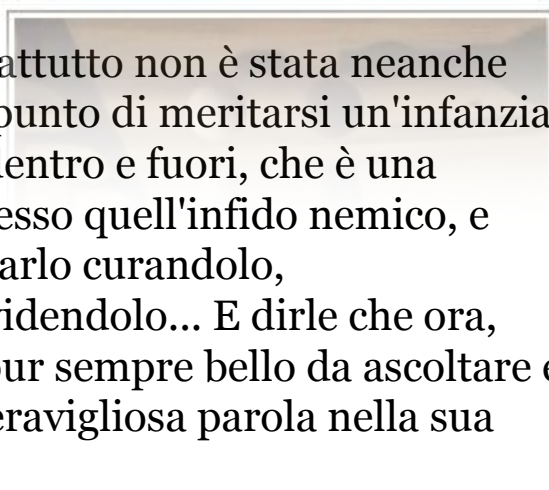 attutto non è stata neanche
punto di meritarsi un'infanzia
entro e fuori, che è una
esso quell'infido nemico, e
arlo curandolo,
videndolo... E dirle che ora,
pur sempre bello da ascoltare e
eravigliosa parola nella sua